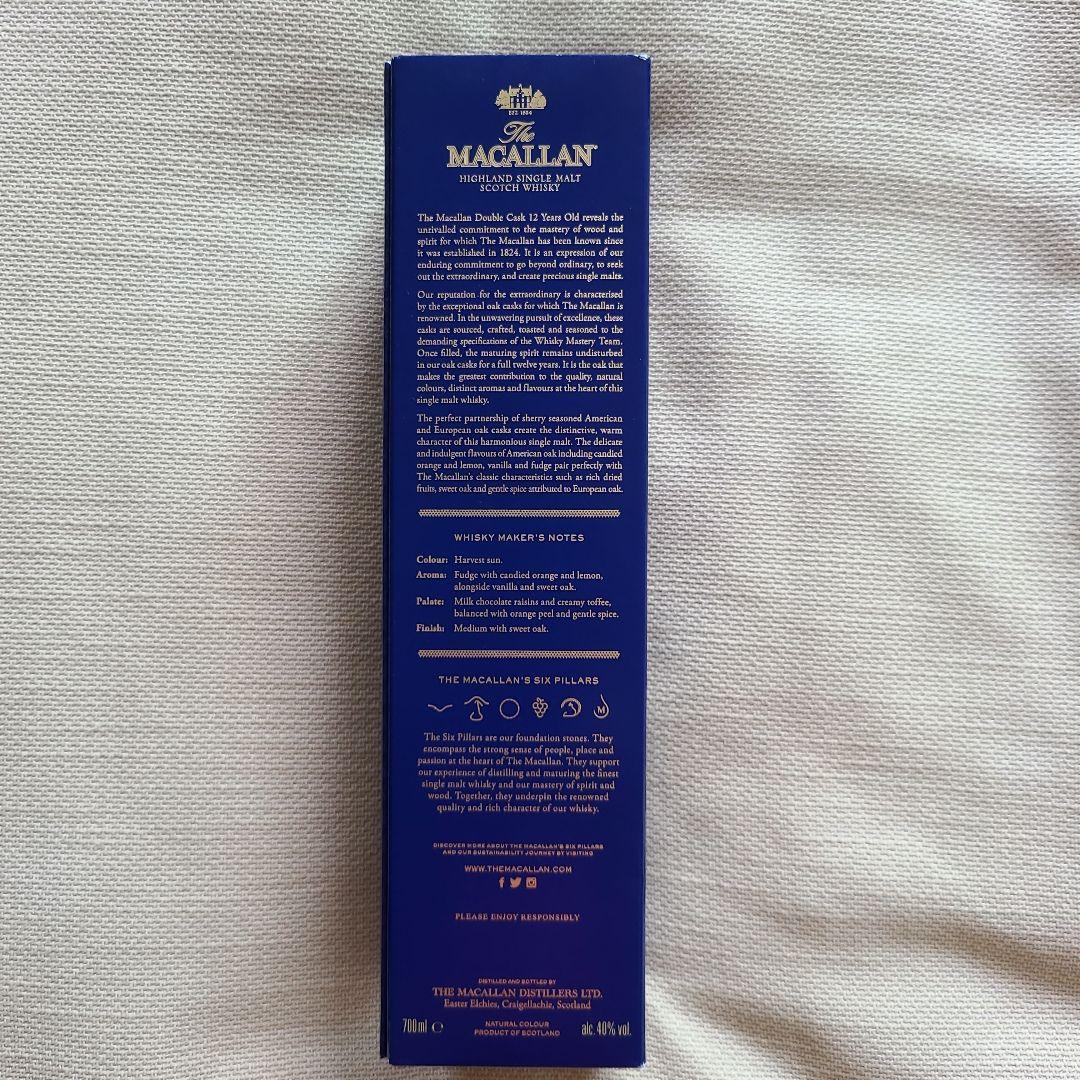 EST. 1824
The
MACALLAN
HIGHLAND SINGLE MALT
SCOTCH WHISKY
The Macallan Double Cask 12 Years Old reveals the
unrivalled commitment to the mastery of wood and
spirit for which The Macallan has been known since
it was established in 1824. It is an expression of our
enduring commitment to go beyond ordinary, to seek
out the extraordinary, and create precious single malts.
Our reputation for the extraordinary is characterised
by the exceptional oak casks for which The Macallan is
renowned. In the unwavering pursuit of excellence, these
casks are sourced, crafted, toasted and seasoned to the
demanding specifications of the Whisky Mastery Team.
Once filled, the maturing spirit remains undisturbed
in our oak casks for a full twelve years. It is the oak that
makes the greatest contribution to the quality, natural
colours, distinct aromas and flavours at the heart of this
single malt whisky.
The perfect partnership of sherry seasoned American
and European oak casks create the distinctive, warm
character of this harmonious single malt. The delicate
and indulgent flavours of American oak including candied
orange and lemon, vanilla and fudge pair perfectly with
The Macallan's classic characteristics such as rich dried
fruits, sweet oak and gentle spice attributed to European oak.
WHISKY MAKER'S NOTES
Colour: Harvest sun.
Aroma: Fudge with candied orange and lemon,
alongside vanilla and sweet oak.
Palate: Milk chocolate raisins and creamy toffee,
balanced with orange peel and gentle spice.
Finish: Medium with sweet oak.
THE MACALLAN'S SIX PILLARS
M
The Six Pillars are our foundation stones. They
encompass the strong sense of people, place and
passion at the heart of The Macallan. They support
our experience of distilling and maturing the finest
single malt whisky and our mastery of spirit and
wood. Together, they underpin the renowned
quality and rich character of our whisky.
DISCOVER MORE ABOUT THE MACALLAN'S SIX PILLARS
AND OUR SUSTAINABILITY JOURNEY BY VISITING
WWW.THEMACALLAN.COM
PLEASE ENJOY RESPONSIBLY
DISTILLED AND BOTTLED BY
THE MACALLAN DISTILLERS LTD.
Easter Elchies, Craigellachie, Scotland
700ml ℮ NATURAL COLOUR alc. 40% vol.
PRODUCT OF SCOTLAND